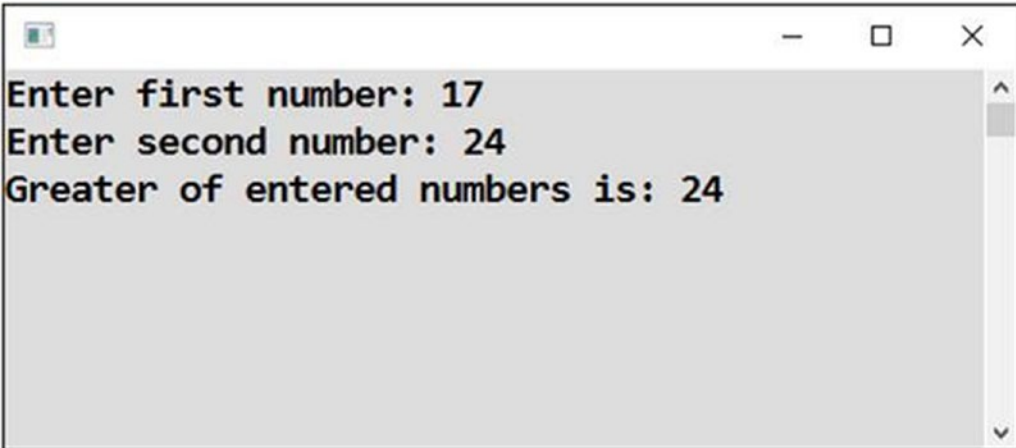 Enter first number: 17
Enter second number: 24
Greater of entered numbers is: 24